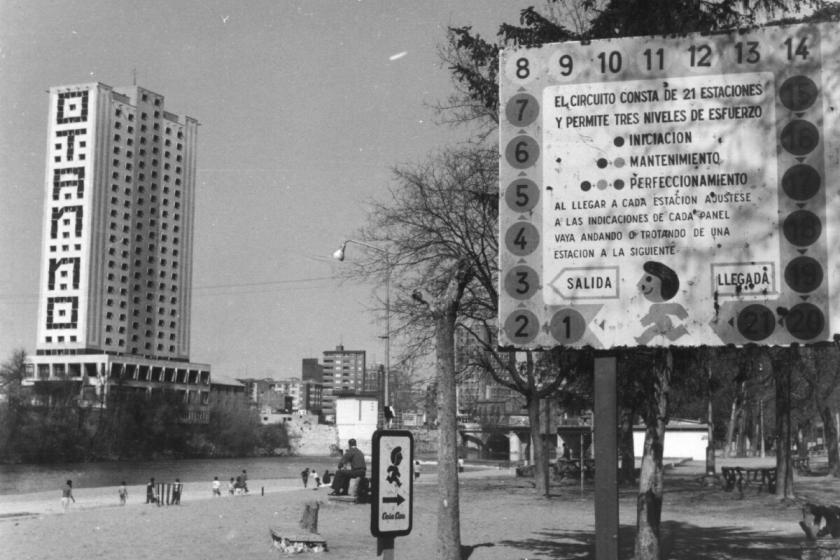 OTANNO
8 9 10 11 12 13 14
7
6
5
4
3
2 1
15
16
17
18
19
21 20
EL CIRCUITO CONSTA DE 21 ESTACIONES
Y PERMITE TRES NIVELES DE ESFUERZO
INICIACION
MANTENIMIENTO
PERFECCIONAMIENTO
AL LLEGAR A CADA ESTACION AJUSTESE
A LAS INDICACIONES DE CADA PANEL
VAYA ANDANDO O TROTANDO DE UNA
ESTACION A LA SIGUIENTE
SALIDA
LLEGADA